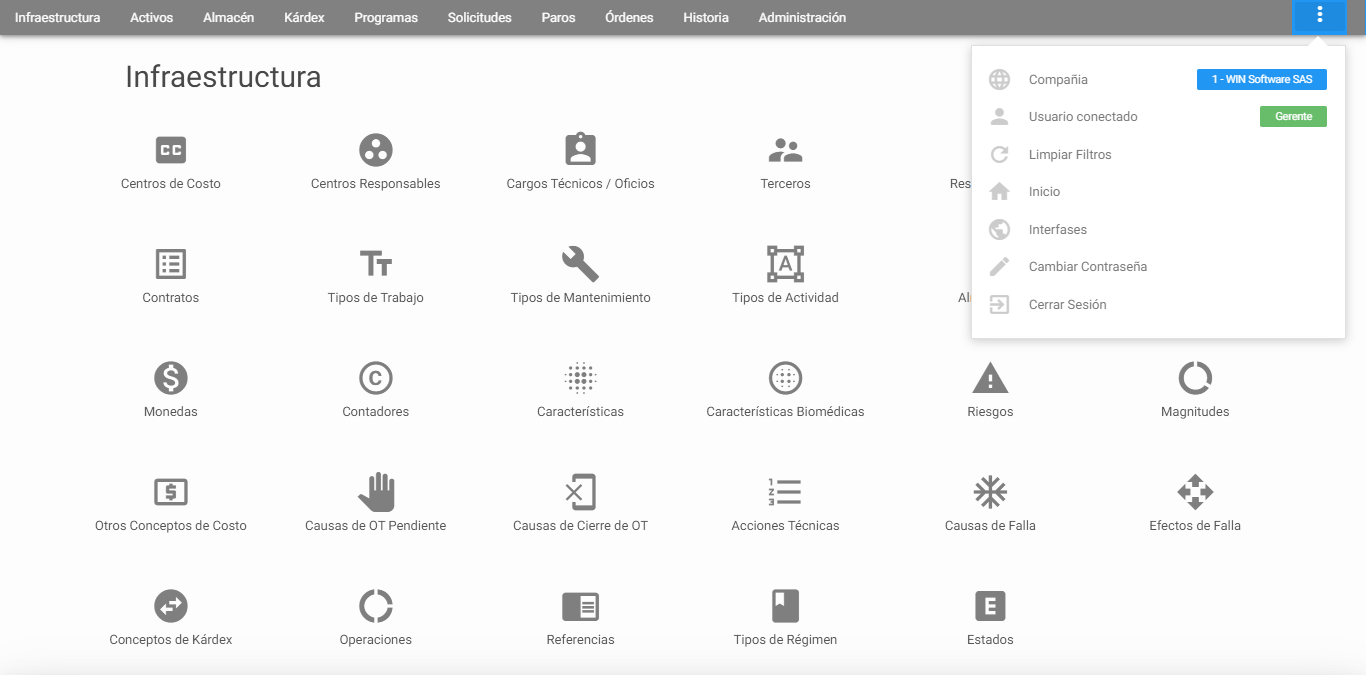 Infraestructura Activos Almacén Kárdex Programas Solicitudes Paros Órdenes Historia Administración
Infraestructura
Compañia 1 - WIN Software SAS
Usuario conectado Gerente
Limpiar Filtros
Inicio
Interfases
Cambiar Contraseña
Cerrar Sesión
CC
Centros de Costo Centros Responsables Cargos Técnicos / Oficios Terceros
A
Contratos Tipos de Trabajo Tipos de Mantenimiento Tipos de Actividad
Monedas Contadores Características Características Biomédicas Riesgos Magnitudes
Otros Conceptos de Costo Causas de OT Pendiente Causas de Cierre de OT Acciones Técnicas Causas de Falla Efectos de Falla
E
Conceptos de Kárdex Operaciones Referencias Tipos de Régimen Estados